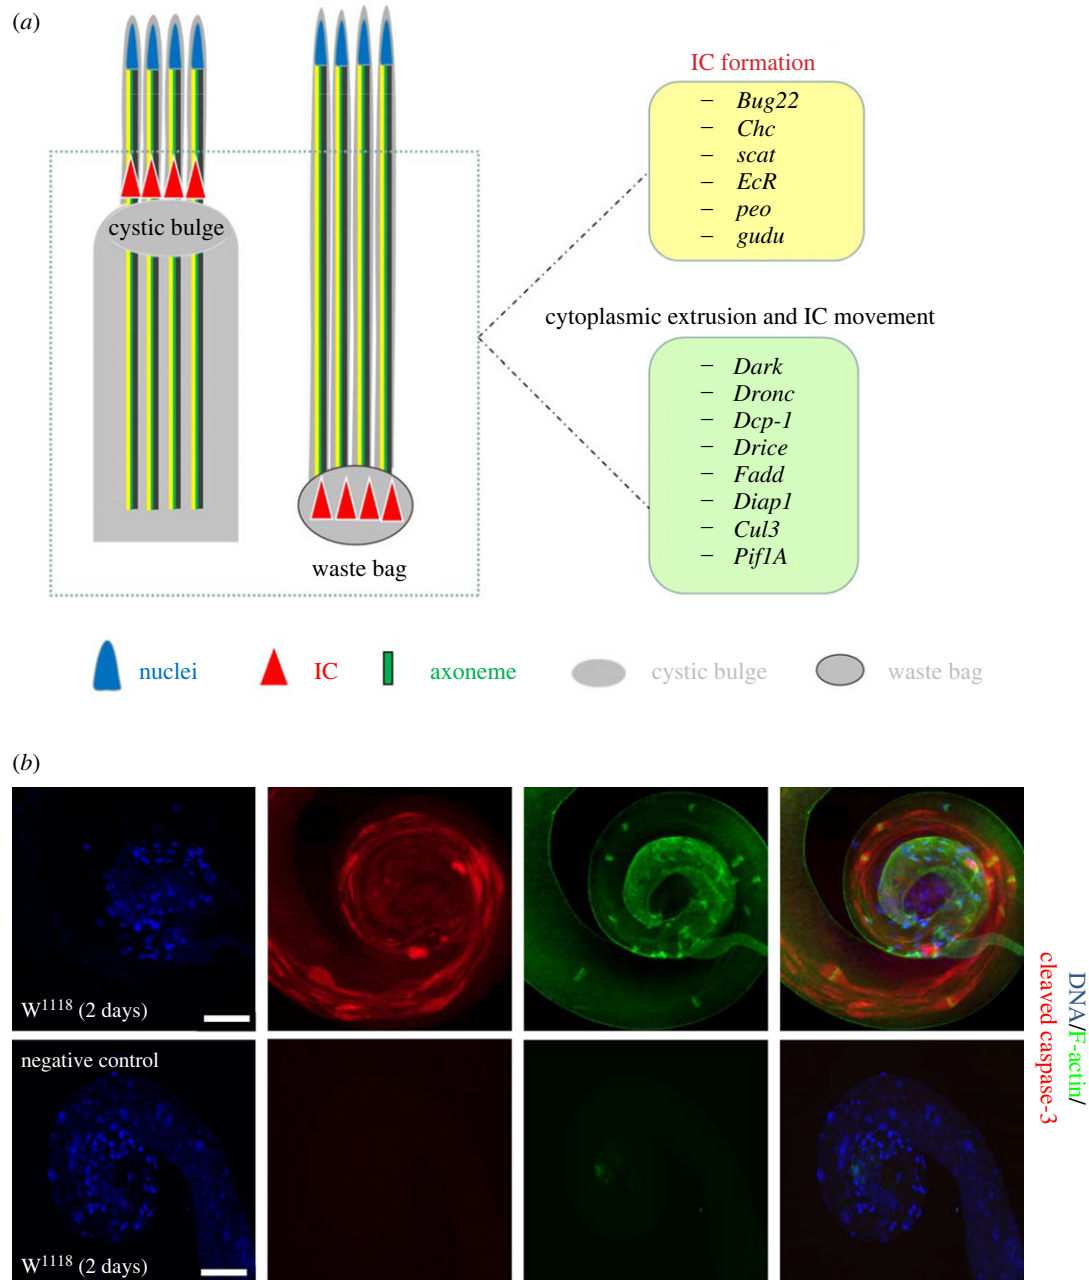 (a)
IC formation
– Bug22
– Chc
– scat
– EcR
– peo
– gudu
cystic bulge
cytoplasmic extrusion and IC movement
– Dark
– Dronc
– Dcp-1
– Drice
– Fadd
– Diap1
– Cul3
– Pif1A
waste bag
nuclei
IC
axoneme
cystic bulge
waste bag
(b)
W1118 (2 days)
negative control
W1118 (2 days)
DNA/F-actin/
cleaved caspase-3